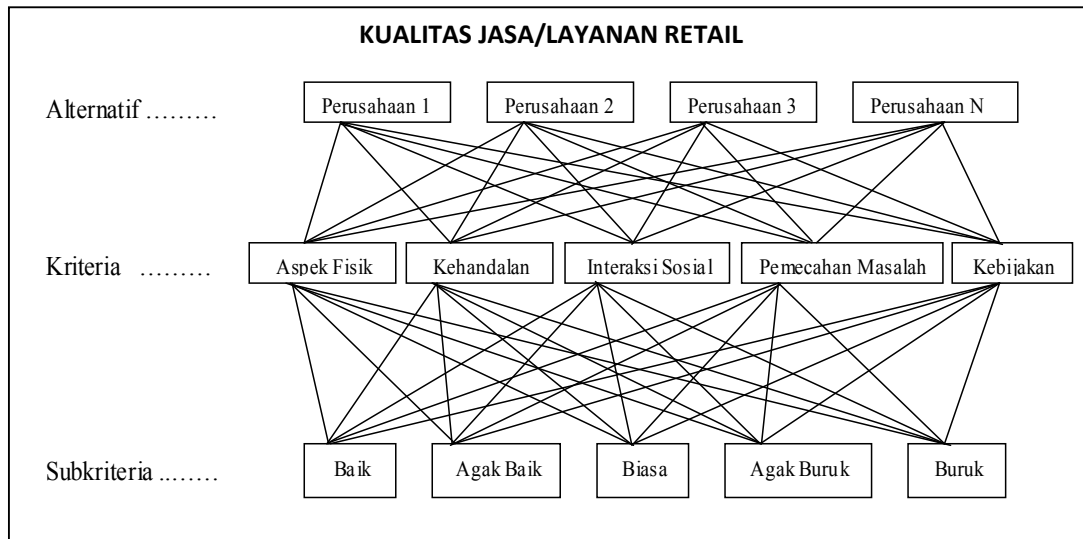 KUALITAS JASA/LAYANAN RETAIL
Alternatif ......... Perusahaan 1 Perusahaan 2 Perusahaan 3 Perusahaan N
Kriteria ......... Aspek Fisik Kehandalan Interaksi Sosial Pemecahan Masalah Kebijakan
Subkriteria ......... Baik Agak Baik Biasa Agak Buruk Buruk